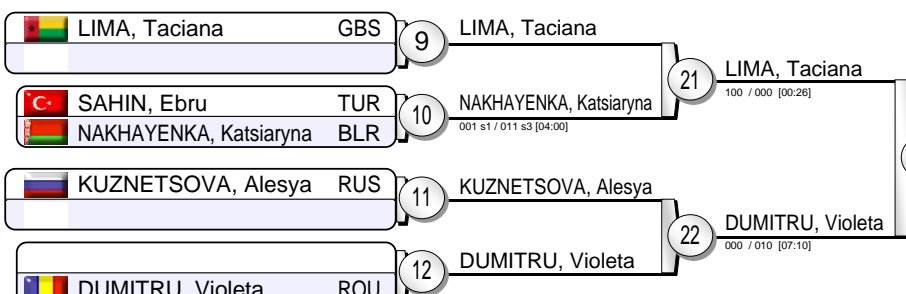 LIMA, Taciana GBS
9
LIMA, Taciana
21
LIMA, Taciana
100 / 000 [00:26]
SAHIN, Ebru TUR
NAKHAYENKA, Katsiaryna BLR
10
NAKHAYENKA, Katsiaryna
001 s1 / 011 s3 [04:00]
KUZNETSOVA, Alesya RUS
11
KUZNETSOVA, Alesya
22
DUMITRU, Violeta
000 / 010 [07:10]
12
DUMITRU, Violeta
DUMITRU, Violeta ROU